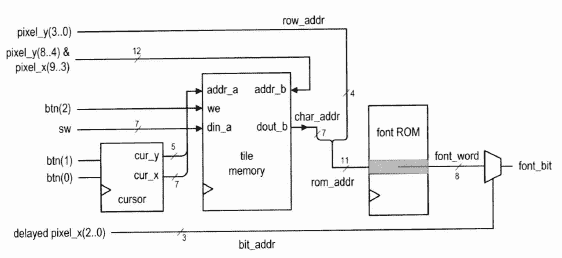 pixel_y(3..0)
row_addr
pixel_y(8..4) &
pixel_x(9..3)
12
addr_a
addr_b
4
btn(2)
we
char_addr
sw
7
din_a
dout_b
7
font ROM
btn(1)
cur_y
5
tile
memory
11
font_word
font_bit
btn(0)
cur_x
7
rom_addr
8
cursor
delayed pixel_x(2..0)
3
bit_addr